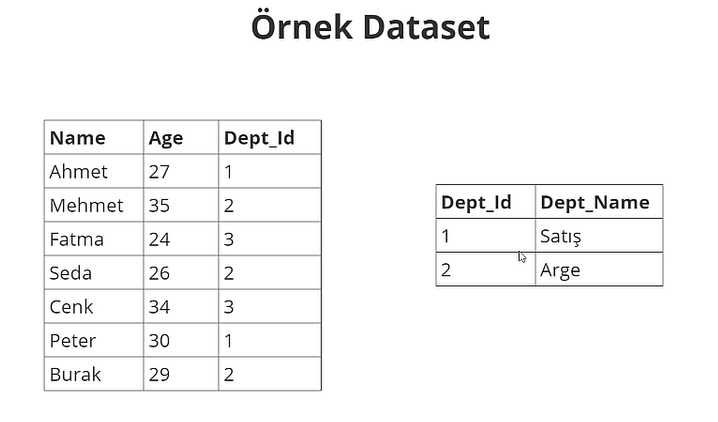 Örnek Dataset
Name Age Dept_Id
Ahmet 27 1
Mehmet 35 2
Fatma 24 3
Seda 26 2
Cenk 34 3
Peter 30 1
Burak 29 2
Dept_Id Dept_Name
1 Satış
2 Arge